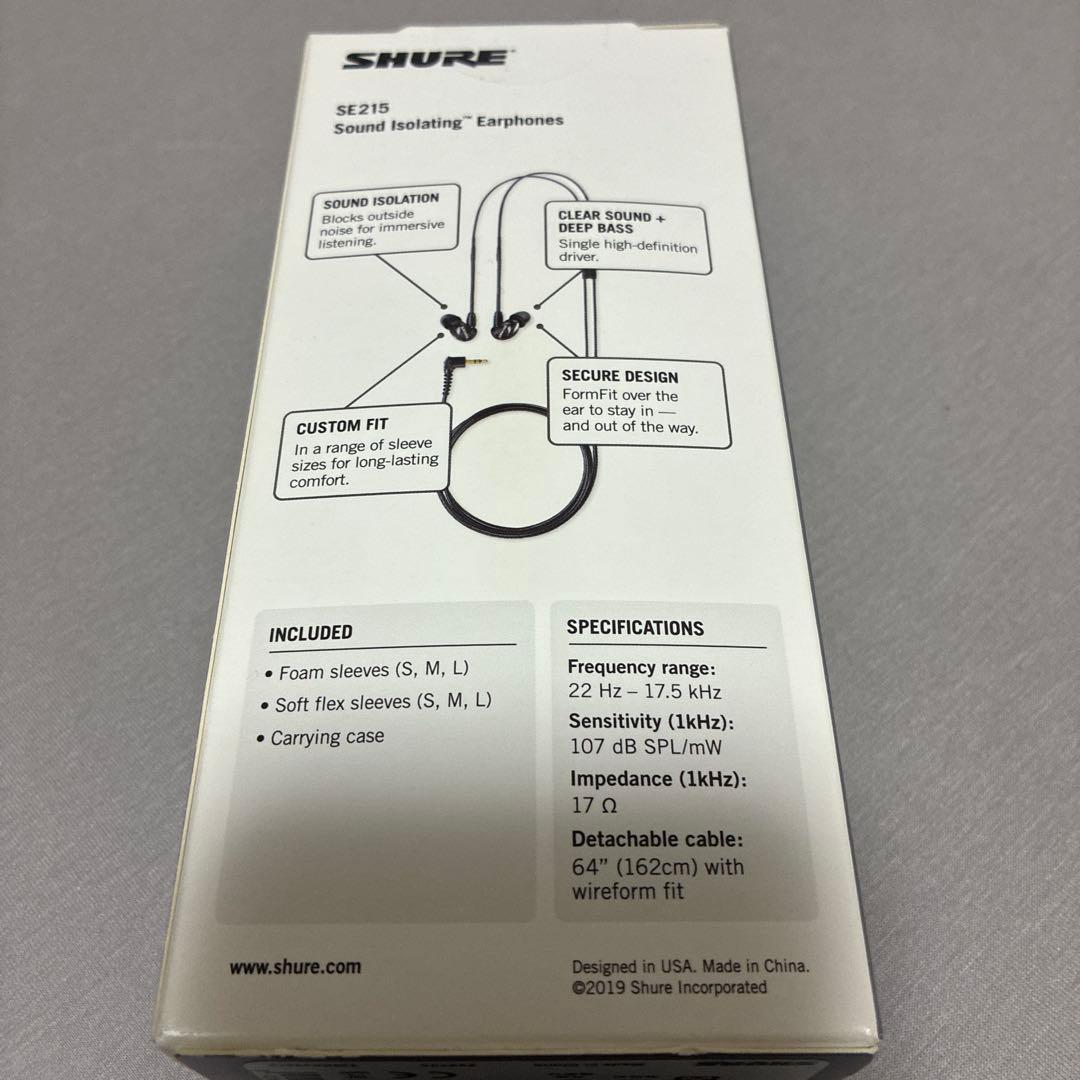 SHURE
SE215
Sound Isolating™ Earphones
SOUND ISOLATION
Blocks outside
noise for immersive
listening.
CLEAR SOUND +
DEEP BASS
Single high-definition
driver.
CUSTOM FIT
In a range of sleeve
sizes for long-lasting
comfort.
SECURE DESIGN
FormFit over the
ear to stay in —
and out of the way.
INCLUDED
• Foam sleeves (S, M, L)
• Soft flex sleeves (S, M, L)
• Carrying case
SPECIFICATIONS
Frequency range:
22 Hz – 17.5 kHz
Sensitivity (1kHz):
107 dB SPL/mW
Impedance (1kHz):
17 Ω
Detachable cable:
64” (162cm) with
wireform fit
www.shure.com
Designed in USA. Made in China.
©2019 Shure Incorporated